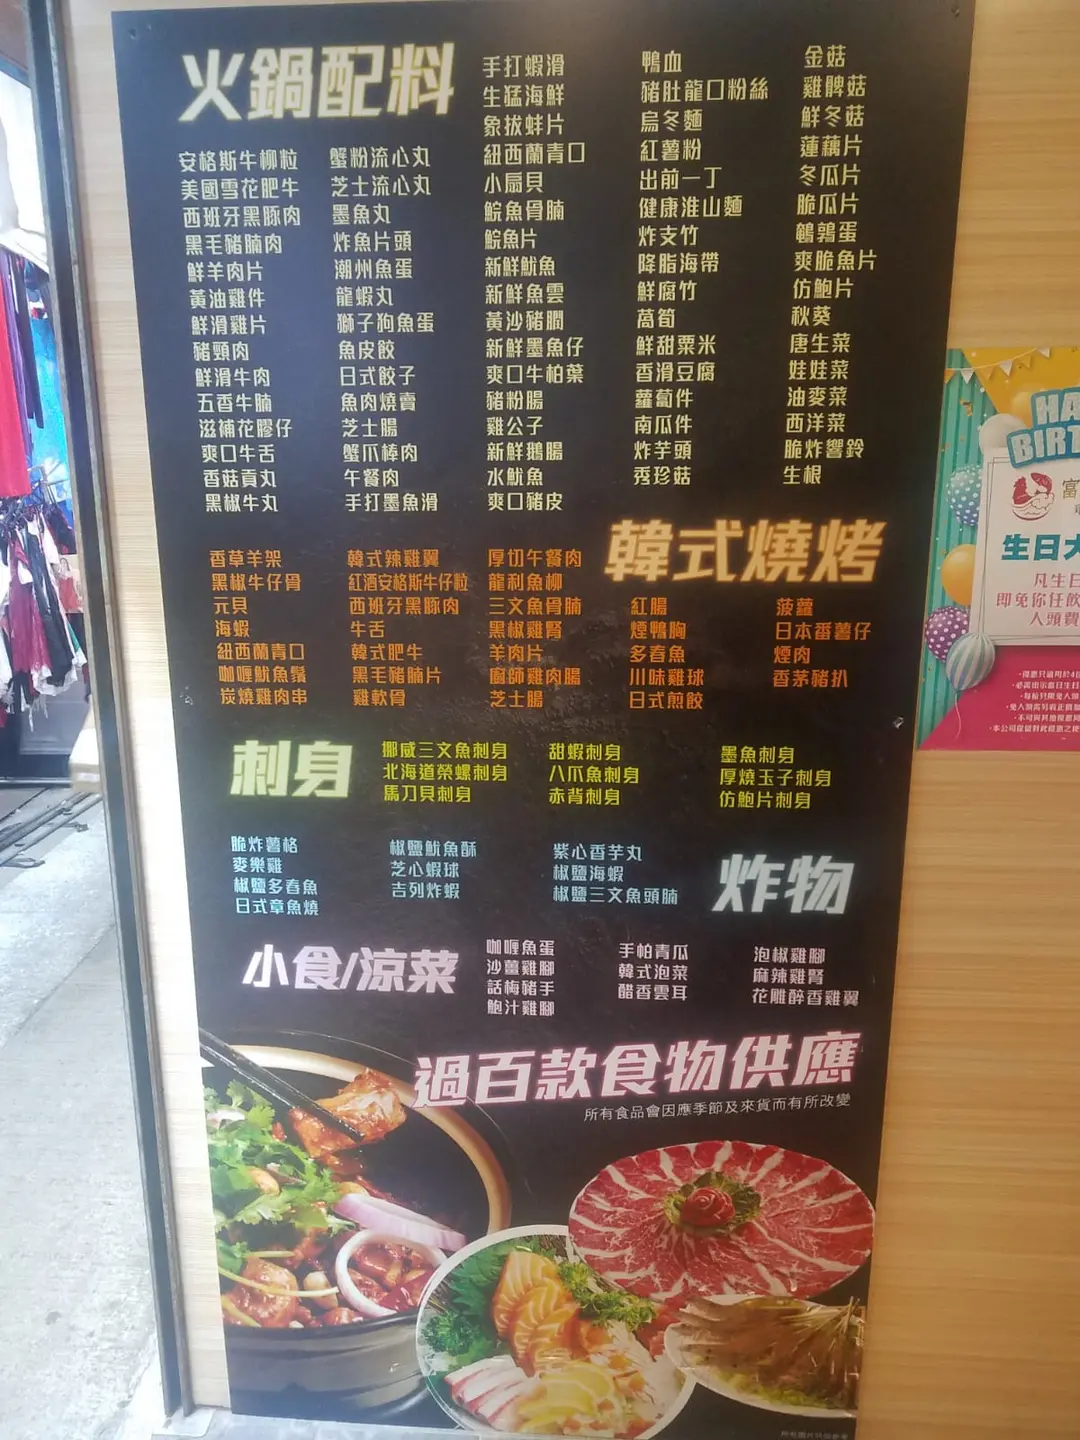 火鍋配料
安格斯牛柳粒
美國雪花肥牛
西班牙黑豚肉
黑毛豬腩肉
鮮羊肉片
黃油雞件
鮮滑雞片
豬頸肉
鮮滑牛肉
五香牛腩
滋補花膠仔
爽口牛舌
香菇貢丸
黑椒牛丸
蟹粉流心丸
芝士流心丸
墨魚丸
炸魚片頭
潮州魚蛋
龍蝦丸
獅子狗魚蛋
魚皮餃
日式餃子
魚肉燒賣
芝士腸
蟹爪棒肉
午餐肉
手打墨魚滑
手打蝦滑
生猛海鮮
象拔蚌片
紐西蘭青口
小扇貝
鯇魚骨腩
鯇魚片
新鮮魷魚
新鮮魚雲
黃沙豬膶
新鮮墨魚仔
爽口牛柏葉
豬粉腸
雞公子
新鮮鵝腸
水魷魚
爽口豬皮
鴨血
豬肚龍口粉絲
烏冬麵
紅薯粉
出前一丁
健康淮山麵
炸支竹
降脂海帶
鮮腐竹
萵筍
鮮甜粟米
香滑豆腐
蘿蔔件
南瓜件
炸芋頭
秀珍菇
金菇
雞髀菇
鮮冬菇
蓮藕片
冬瓜片
脆瓜片
鵪鶉蛋
爽脆魚片
仿鮑片
秋葵
唐生菜
娃娃菜
油麥菜
西洋菜
脆炸響鈴
生根
韓式燒烤
香草羊架
黑椒牛仔骨
元貝
海蝦
紐西蘭青口
咖喱魷魚鬚
炭燒雞肉串
韓式辣雞翼
紅酒安格斯牛仔粒
西班牙黑豚肉
牛舌
韓式肥牛
黑毛豬腩片
雞軟骨
厚切午餐肉
龍利魚柳
三文魚骨腩
黑椒雞腎
羊肉片
廚師雞肉腸
芝士腸
紅腸
煙鴨胸
多春魚
川味雞球
日式煎餃
菠蘿
日本番薯仔
煙肉
香茅豬扒
刺身
挪威三文魚刺身
北海道榮螺刺身
馬刀貝刺身
甜蝦刺身
八爪魚刺身
赤背刺身
墨魚刺身
厚燒玉子刺身
仿鮑片刺身
炸物
脆炸薯格
麥樂雞
椒鹽多春魚
日式章魚燒
椒鹽魷魚酥
芝心蝦球
吉列炸蝦
紫心香芋丸
椒鹽海蝦
椒鹽三文魚頭腩
小食/涼菜
咖喱魚蛋
沙薑雞腳
話梅豬手
鮑汁雞腳
手帕青瓜
韓式泡菜
醋香雲耳
泡椒雞腳
麻辣雞腎
花雕醉香雞翼
過百款食物供應
所有食品會因應季節及來貨而有所改變
HA
BIRT
富
生日大
凡生日
即免你任飲
人頭費